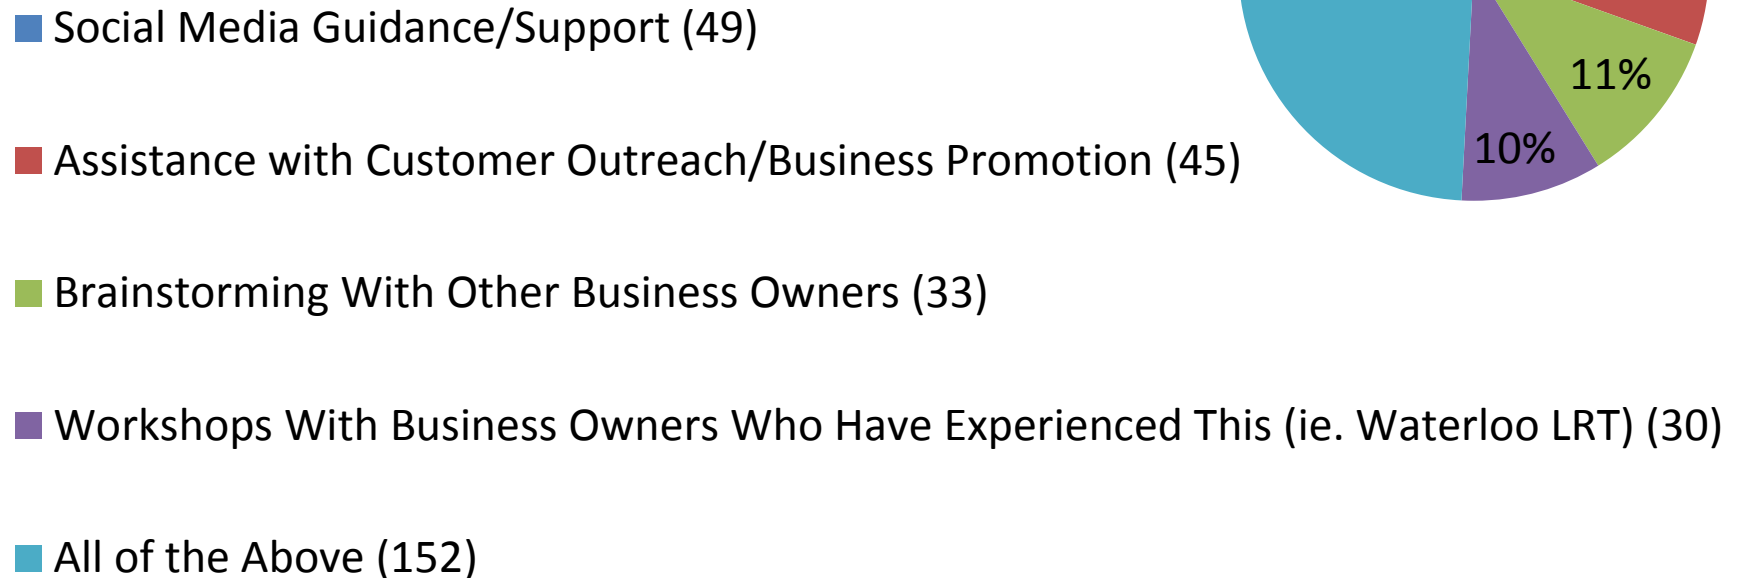 Social Media Guidance/Support (49)
11%
10%
Assistance with Customer Outreach/Business Promotion (45)
Brainstorming With Other Business Owners (33)
Workshops With Business Owners Who Have Experienced This (ie. Waterloo LRT) (30)
All of the Above (152)